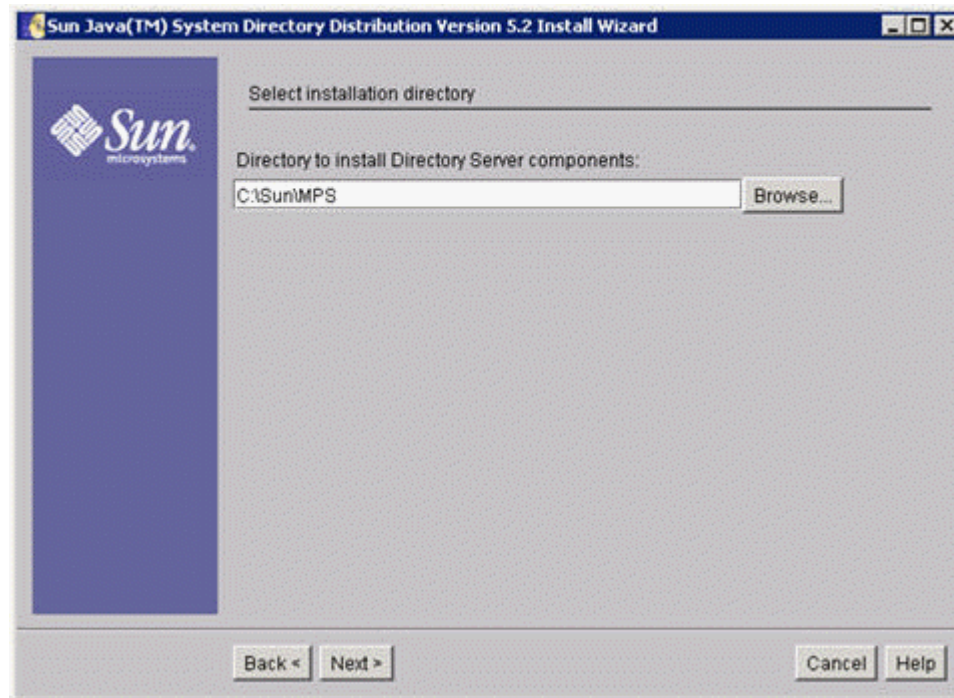 Sun Java(TM) System Directory Distribution Version 5.2 Install Wizard
Sun.
microsystems
Select installation directory
Directory to install Directory Server components:
C:\Sun\MPS
Browse...
Back <
Next >
Cancel
Help